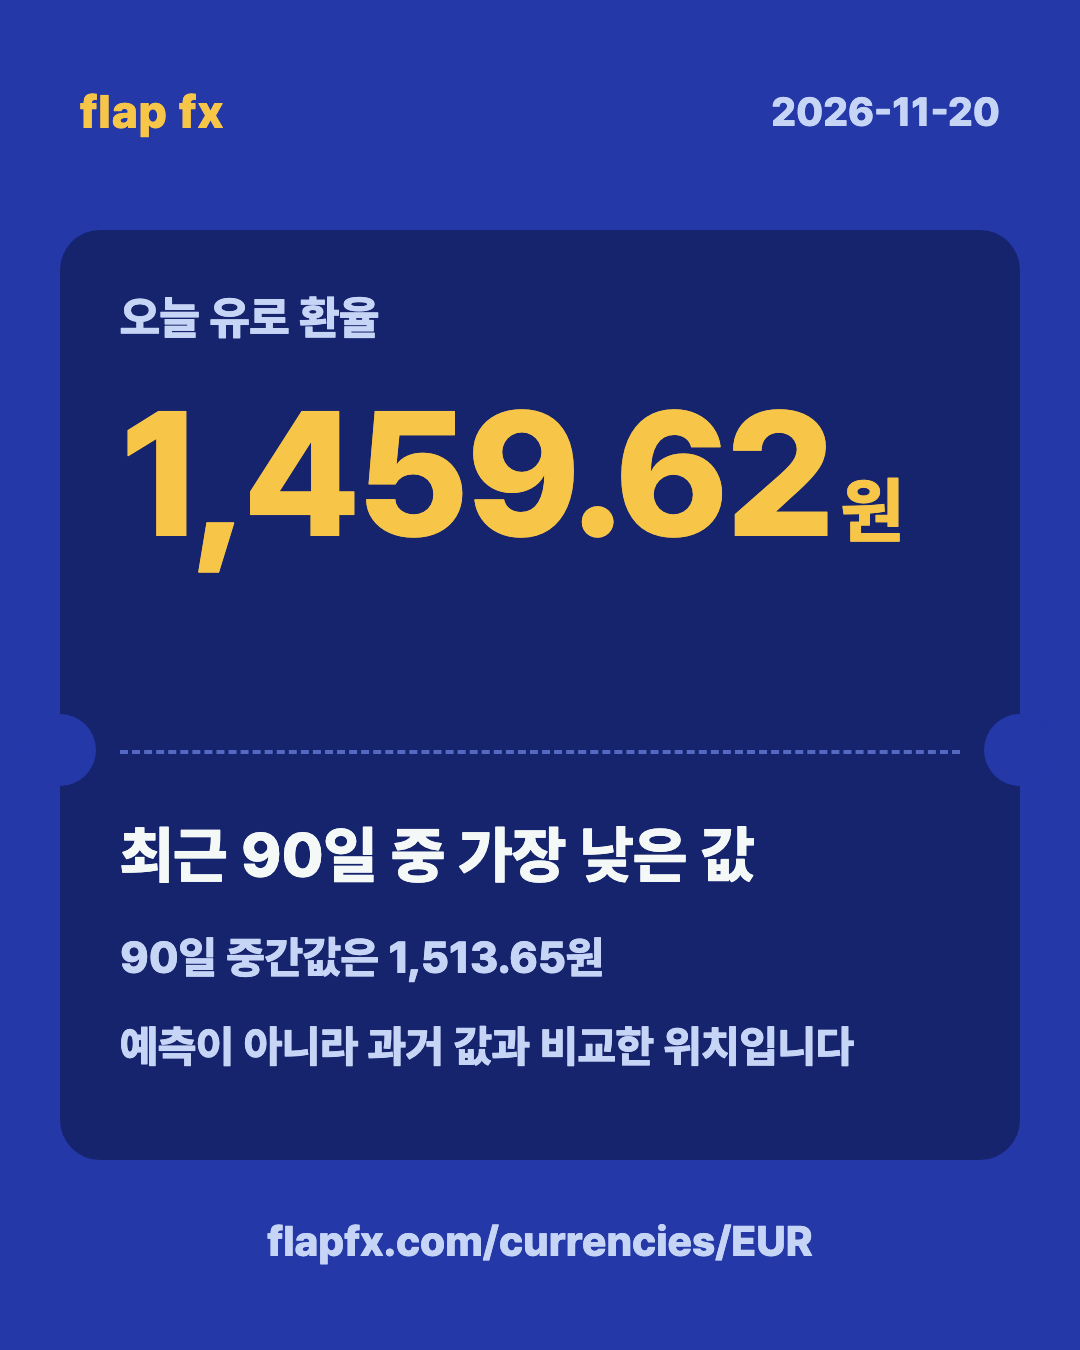 flap fx
2026-11-20
오늘 유로 환율
1,459.62원
최근 90일 중 가장 낮은 값
90일 중간값은 1,513.65원
예측이 아니라 과거 값과 비교한 위치입니다
flapfx.com/currencies/EUR